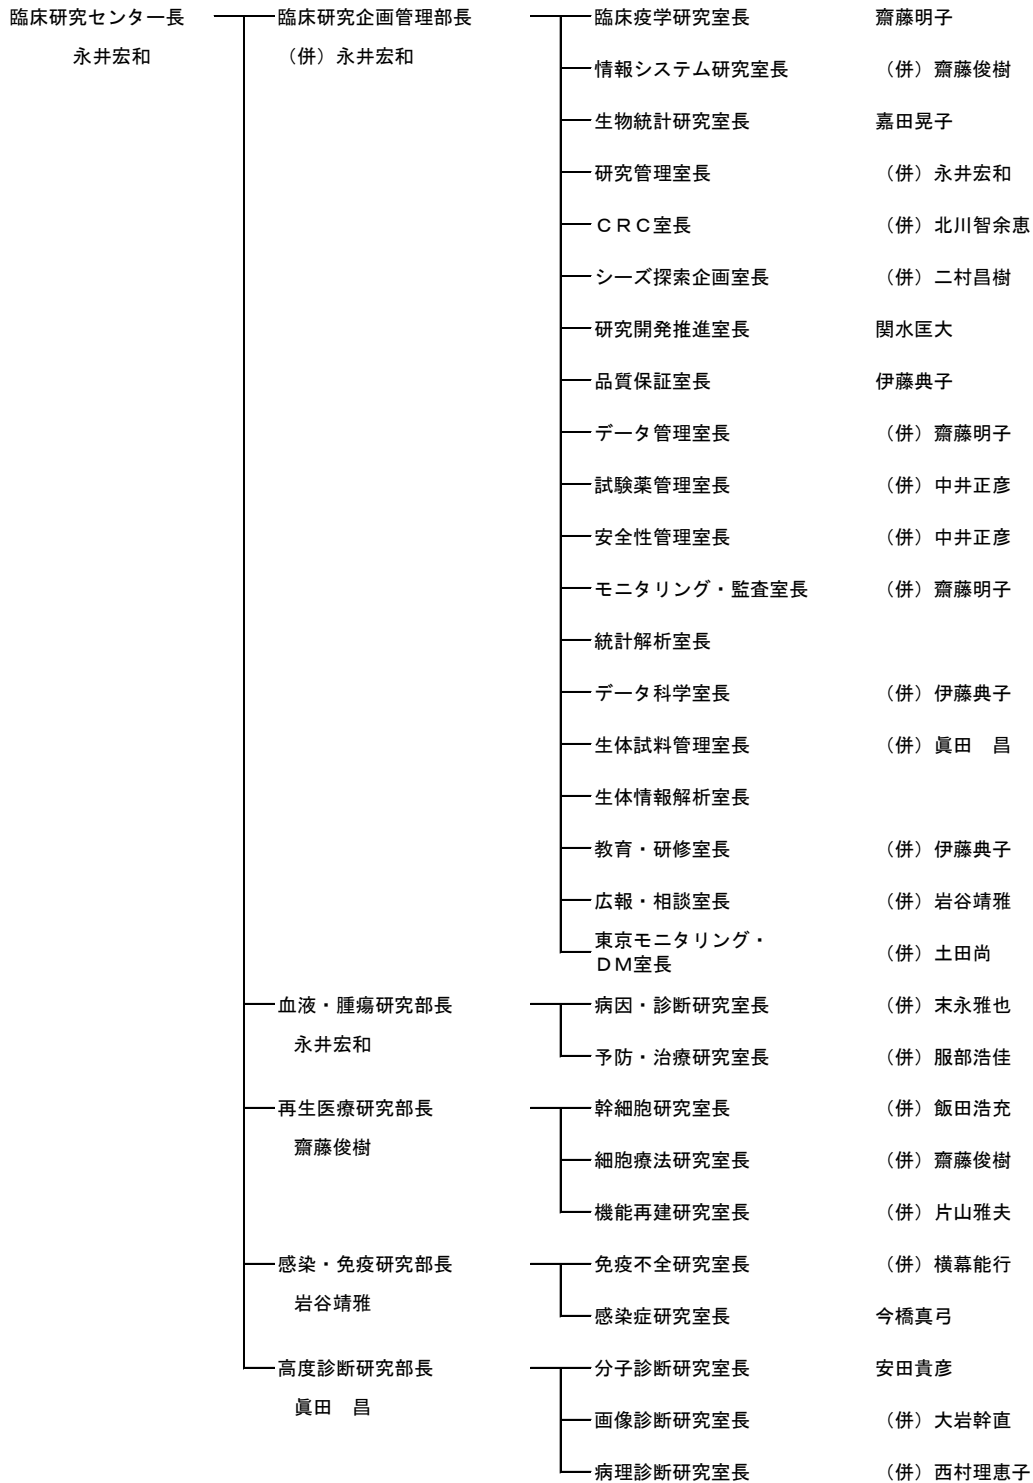 臨床研究センター長 臨床研究企画管理部長 臨床疫学研究室長 齋藤明子
永井宏和 （併）永井宏和
情報システム研究室長 （併）齋藤俊樹
生物統計研究室長 嘉田晃子
研究管理室長 （併）永井宏和
ＣＲＣ室長 （併）北川智余恵
シーズ探索企画室長 （併）二村昌樹
研究開発推進室長 関水匡大
品質保証室長 伊藤典子
データ管理室長 （併）齋藤明子
試験薬管理室長 （併）中井正彦
安全性管理室長 （併）中井正彦
モニタリング・監査室長 （併）齋藤明子
統計解析室長
データ科学室長 （併）伊藤典子
生体試料管理室長 （併）眞田　昌
生体情報解析室長
教育・研修室長 （併）伊藤典子
広報・相談室長 （併）岩谷靖雅
東京モニタリング・
ＤＭ室長 （併）土田尚
血液・腫瘍研究部長 病因・診断研究室長 （併）末永雅也
永井宏和
予防・治療研究室長 （併）服部浩佳
再生医療研究部長 幹細胞研究室長 （併）飯田浩充
齋藤俊樹
細胞療法研究室長 （併）齋藤俊樹
機能再建研究室長 （併）片山雅夫
感染・免疫研究部長 免疫不全研究室長 （併）横幕能行
岩谷靖雅
感染症研究室長 今橋真弓
高度診断研究部長 分子診断研究室長 安田貴彦
眞田　昌
画像診断研究室長 （併）大岩幹直
病理診断研究室長 （併）西村理恵子